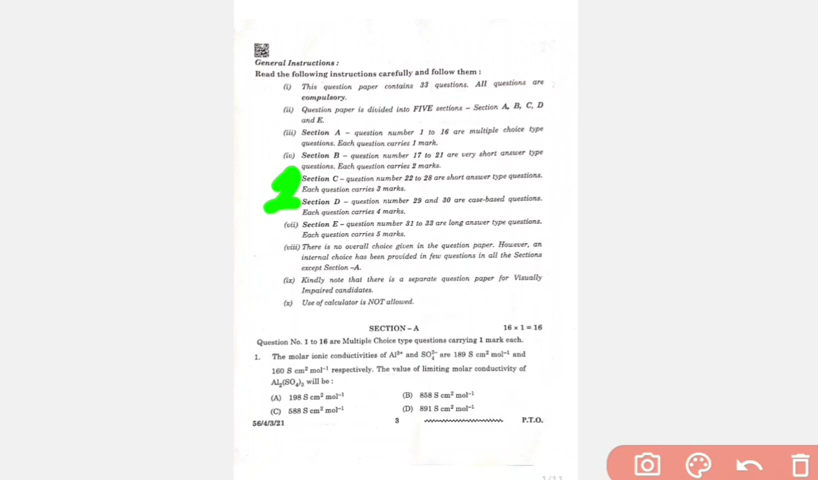 General Instructions :
Read the following instructions carefully and follow them :
(i) This question paper contains 33 questions. All questions are
compulsory.
(ii) Question paper is divided into FIVE sections – Section A, B, C, D
and E.
(iii) Section A – question number 1 to 16 are multiple choice type
questions. Each question carries 1 mark.
(iv) Section B – question number 17 to 21 are very short answer type
questions. Each question carries 2 marks.
Section C – question number 22 to 28 are short answer type questions.
Each question carries 3 marks.
Section D – question number 29 and 30 are case-based questions.
Each question carries 4 marks.
(vii) Section E – question number 31 to 33 are long answer type questions.
Each question carries 5 marks.
(viii) There is no overall choice given in the question paper. However, an
internal choice has been provided in few questions in all the Sections
except Section –A.
(ix) Kindly note that there is a separate question paper for Visually
Impaired candidates.
(x) Use of calculator is NOT allowed.
SECTION – A 16 × 1 = 16
Question No. 1 to 16 are Multiple Choice type questions carrying 1 mark each.
1. The molar ionic conductivities of Al³⁺ and SO₄²⁻ are 189 S cm² mol⁻¹ and
160 S cm² mol⁻¹ respectively. The value of limiting molar conductivity of
Al₂(SO₄)₃ will be :
(A) 198 S cm² mol⁻¹ (B) 858 S cm² mol⁻¹
(C) 588 S cm² mol⁻¹ (D) 891 S cm² mol⁻¹
56/4/3/21 3 P.T.O.